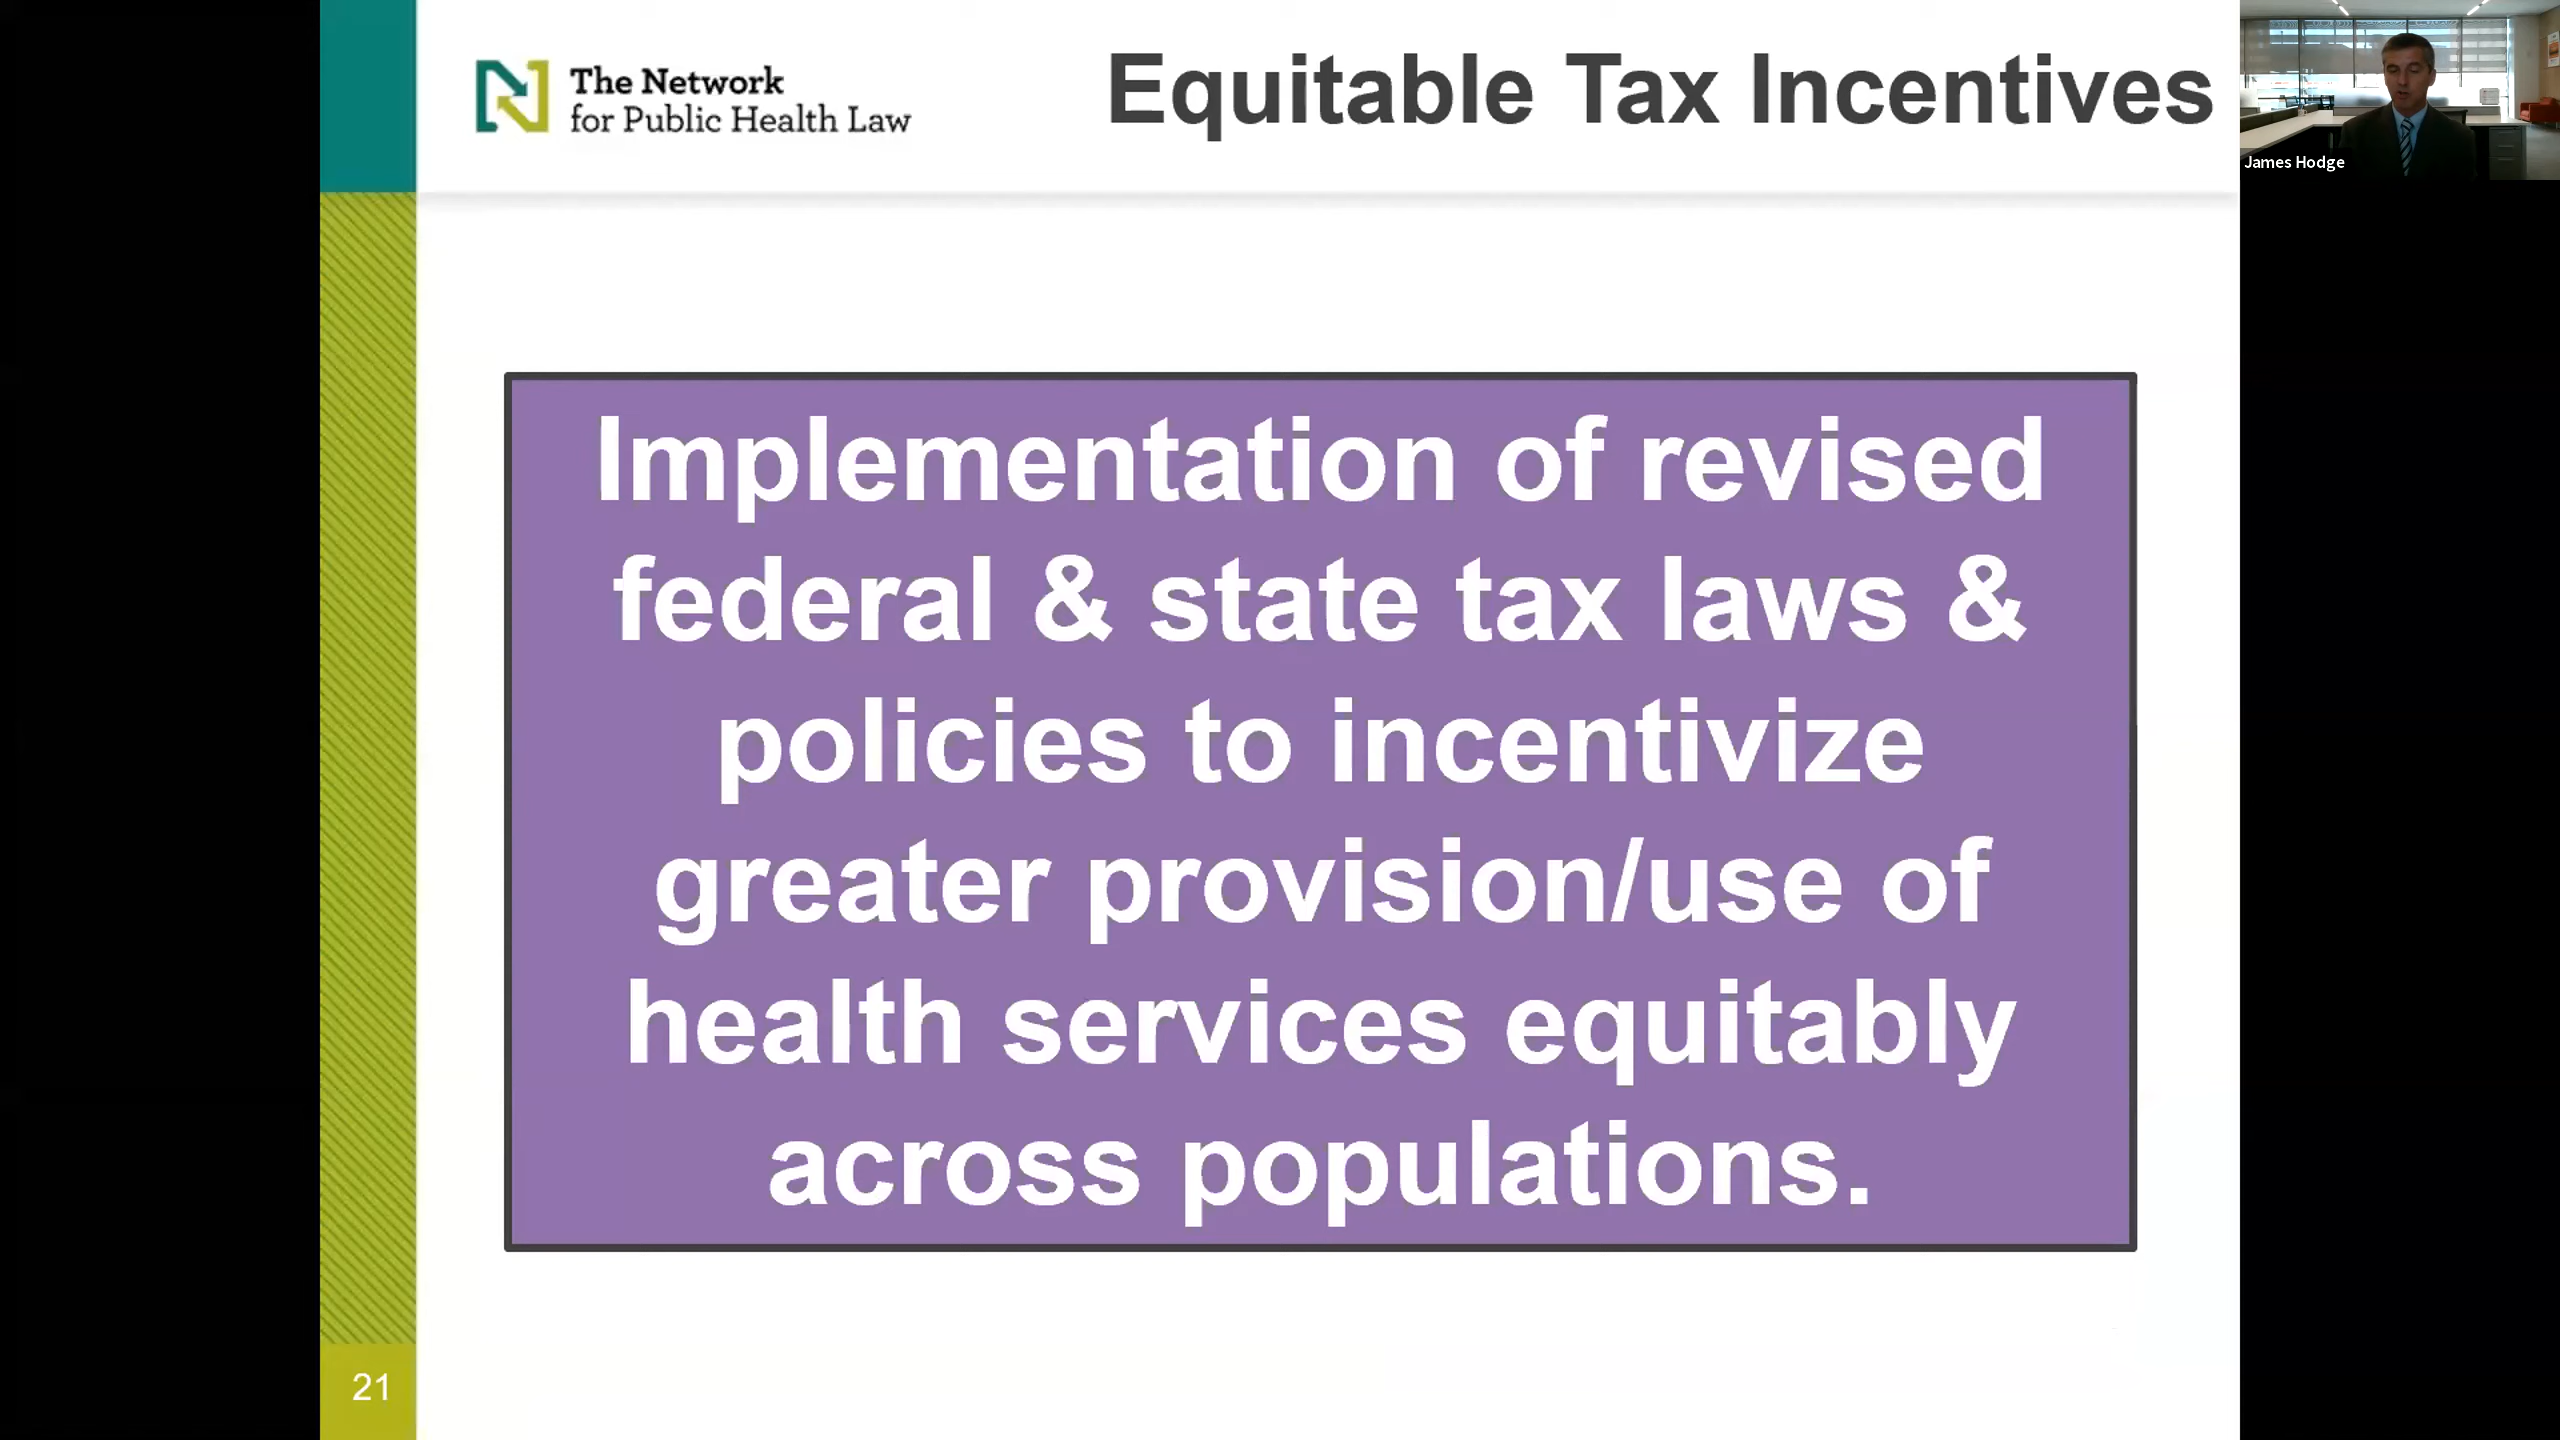 The Network
for Public Health Law
Equitable Tax Incentives
James Hodge
Implementation of revised
federal & state tax laws &
policies to incentivize
greater provision/use of
health services equitably
across populations.
21